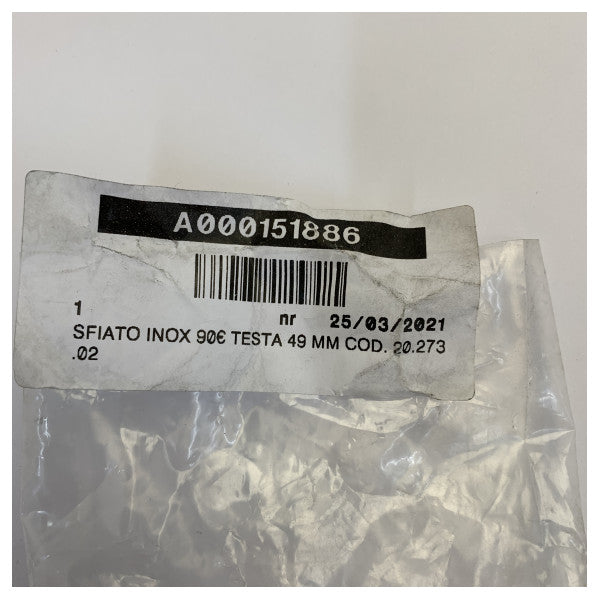 A000151886
1 nr 25/03/2021
SFIATO INOX 90€ TESTA 49 MM COD. 20.273
.02